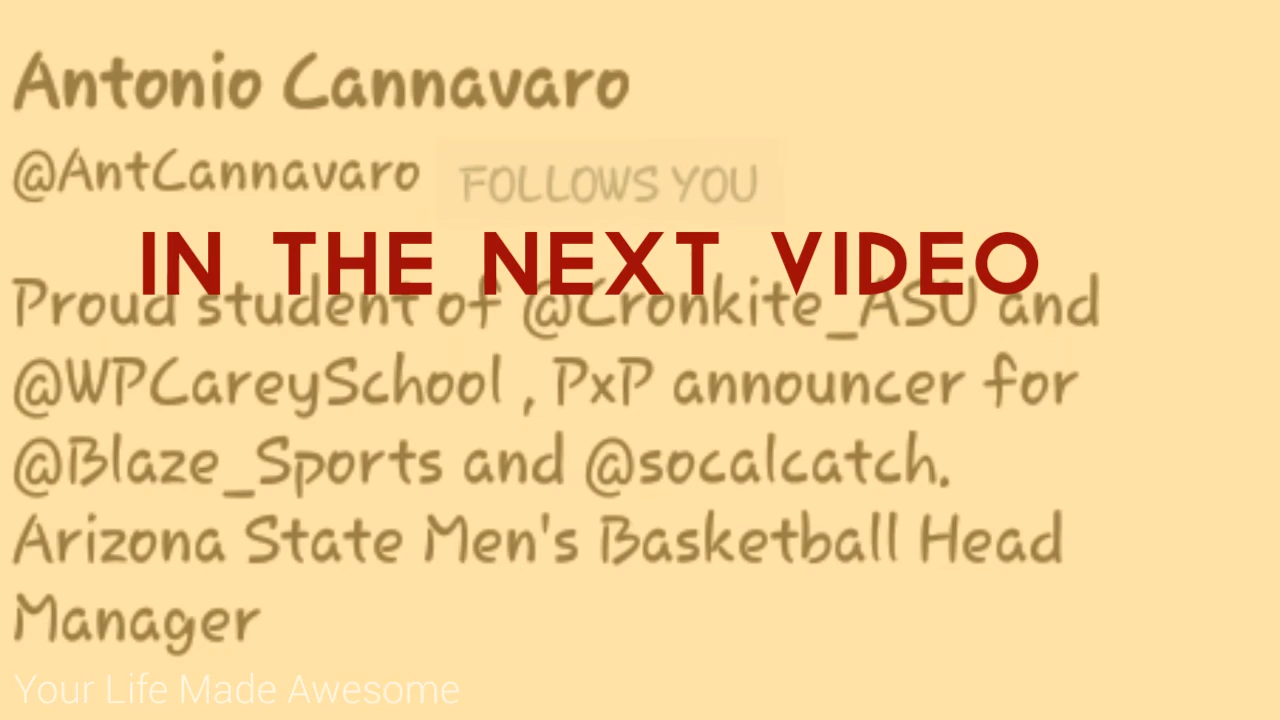 Antonio Cannavaro
@AntCannavaro FOLLOWS YOU
IN THE NEXT VIDEO
Proud student of @Cronkite_ASU and
@WPCareySchool , PxP announcer for
@Blaze_Sports and @socalcatch.
Arizona State Men's Basketball Head
Manager
Your Life Made Awesome